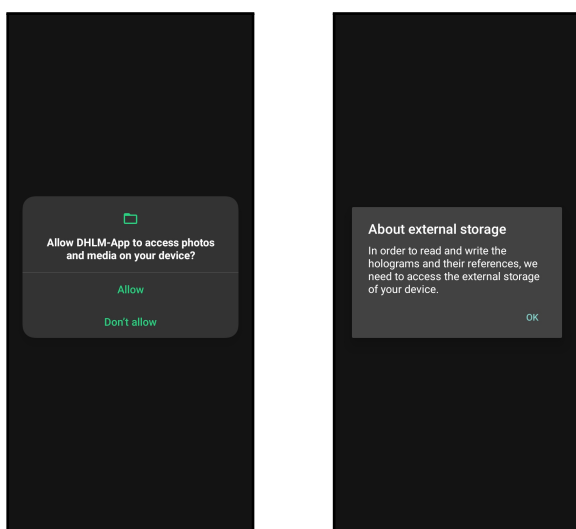 Allow DHLM-App to access photos
and media on your device?
Allow
Don't allow
About external storage
In order to read and write the
holograms and their references, we
need to access the external storage
of your device.
OK